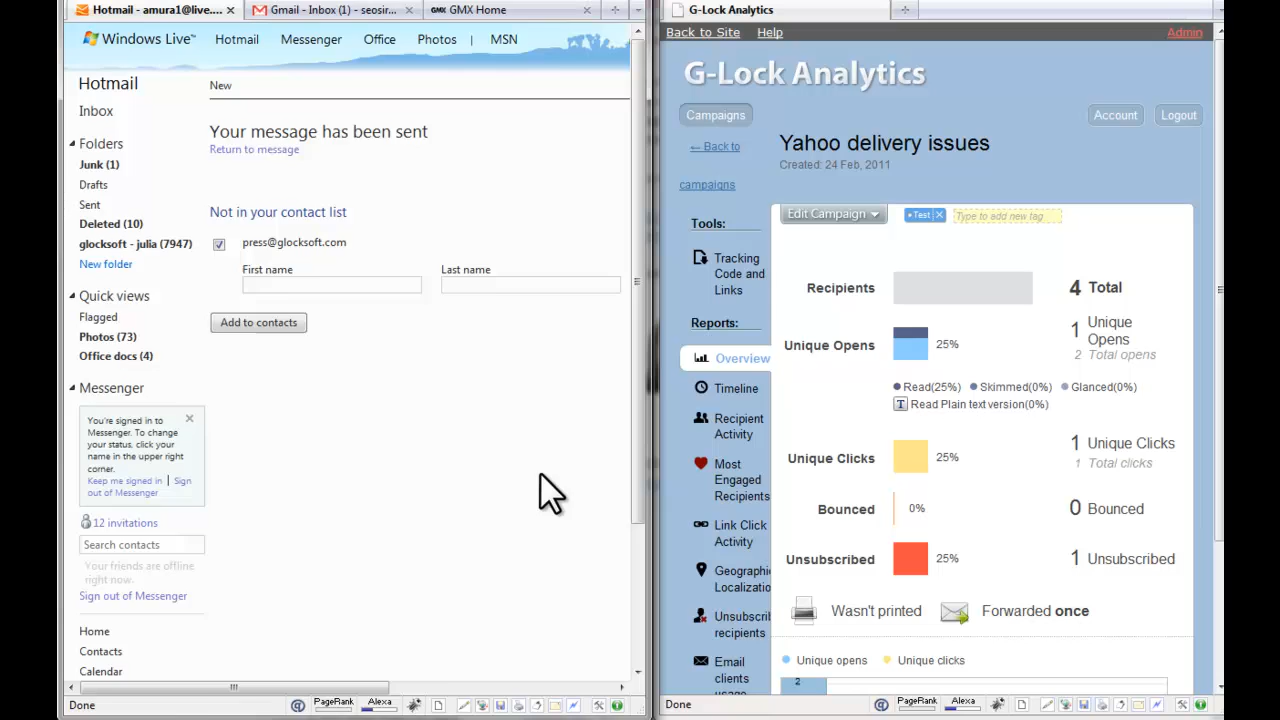 Hotmail - amura1@live....
Gmail - Inbox (1) - seosir...
GMX Home
Windows Live™
Hotmail
Messenger
Office
Photos
|
MSN
Hotmail
New
Inbox
Your message has been sent
Return to message
Folders
Junk (1)
Drafts
Sent
Not in your contact list
Deleted (10)
glocksoft - julia (7947)
press@glocksoft.com
New folder
First name
Last name
Quick views
Flagged
Add to contacts
Photos (73)
Office docs (4)
Messenger
You're signed in to
Messenger. To change
your status, click your
name in the upper right
corner.
Keep me signed in | Sign
out of Messenger
12 invitations
Search contacts
Your friends are offline
right now.
Sign out of Messenger
Home
Contacts
Calendar
Done
PageRank
Alexa
G-Lock Analytics
Back to Site
Help
Admin
G-Lock Analytics
Campaigns
Account
Logout
← Back to
campaigns
Yahoo delivery issues
Created: 24 Feb, 2011
Tools:
Edit Campaign
Test
Type to add new tag
Tracking
Code and
Links
Reports:
Overview
Timeline
Recipient
Activity
Most
Engaged
Recipients
Link Click
Activity
Geographi
Localizatio
Unsubscri
recipients
Email
clients
Recipients
4 Total
Unique Opens
25%
1 Unique
Opens
2 Total opens
Read(25%)
Skimmed(0%)
Glanced(0%)
T Read Plain text version(0%)
Unique Clicks
25%
1 Unique Clicks
1 Total clicks
Bounced
0%
0 Bounced
Unsubscribed
25%
1 Unsubscribed
Wasn't printed
Forwarded once
Unique opens
Unique clicks
2
Done
PageRank
Alexa